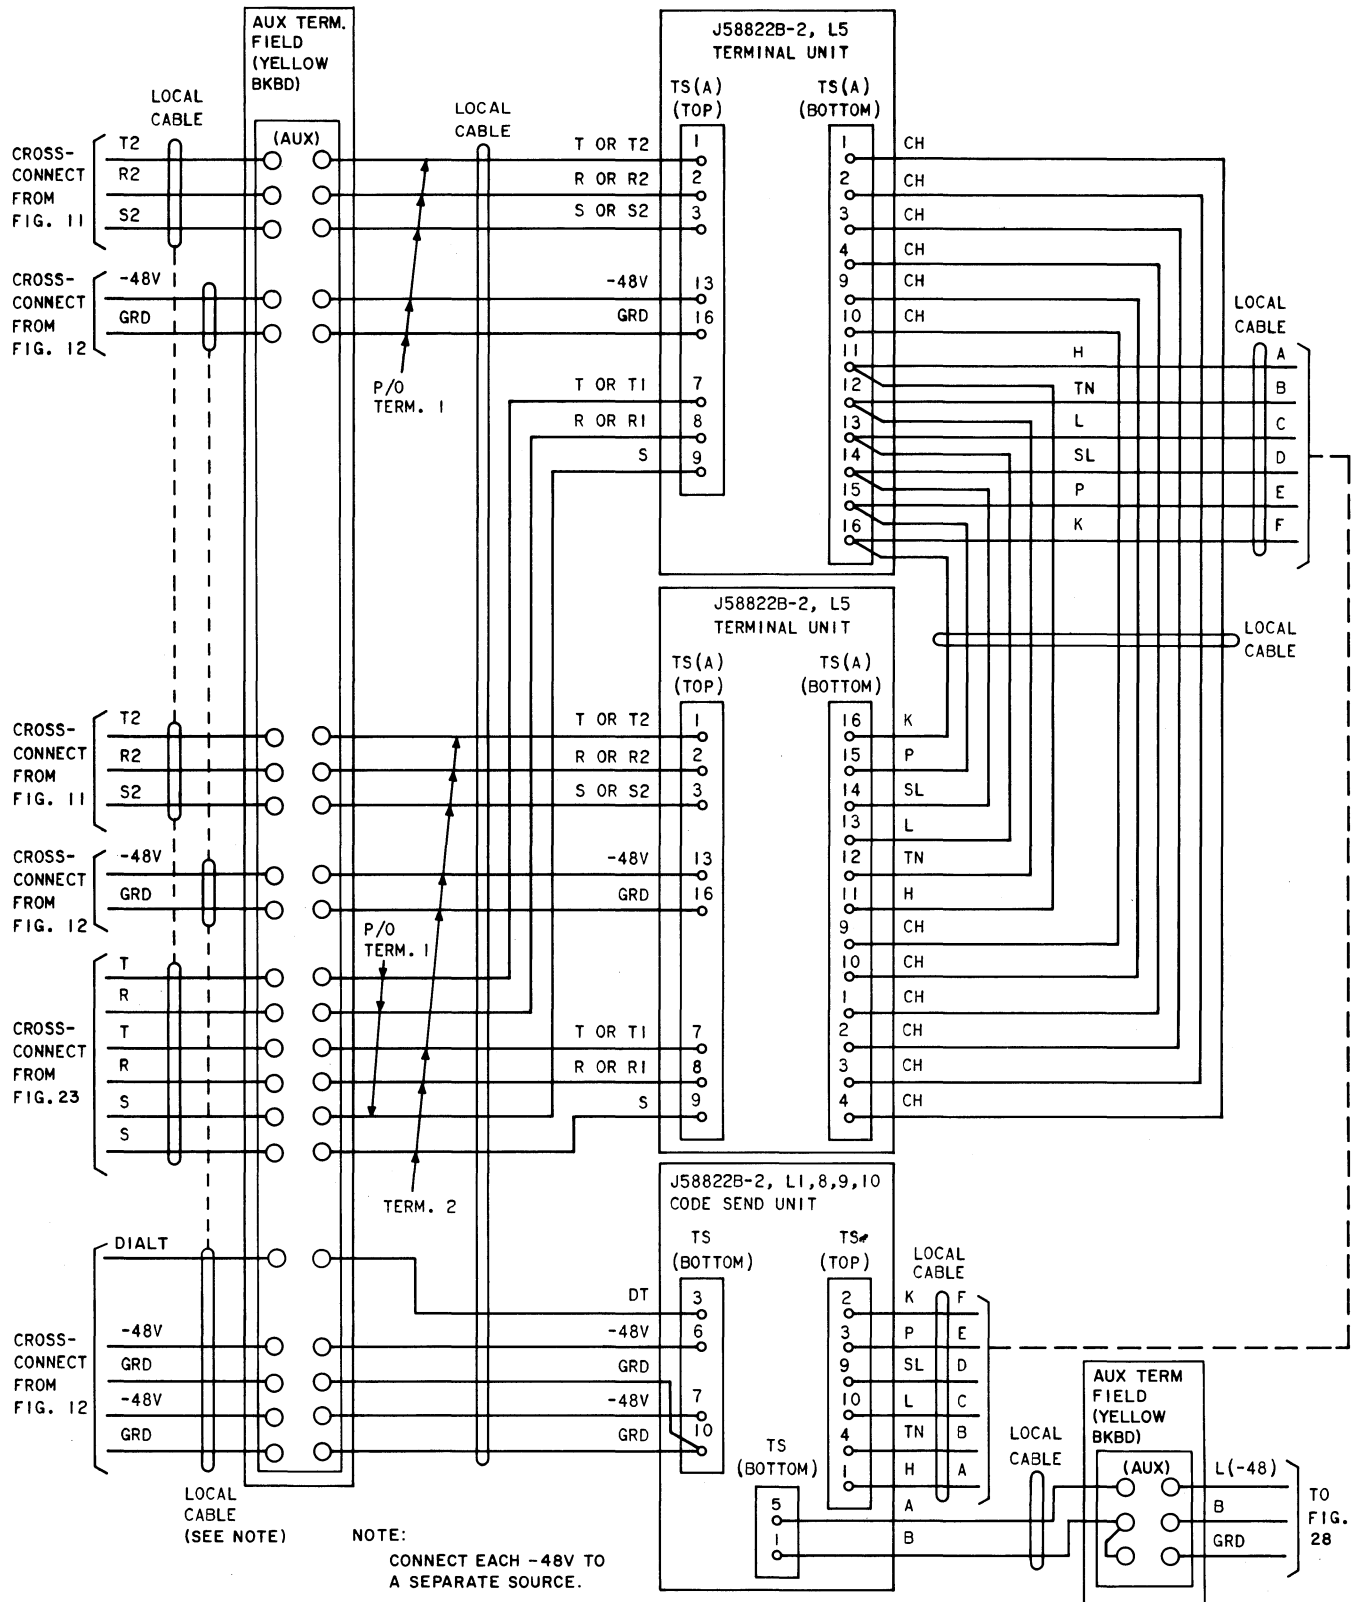 AUX TERM.
FIELD
(YELLOW
BKBD)
LOCAL
CABLE
(AUX)
LOCAL
CABLE
CROSS-
CONNECT
FROM
FIG. 11
T2
R2
S2
CROSS-
CONNECT
FROM
FIG. 12
-48V
GRD
P/O
TERM. 1
J58822B-2, L5
TERMINAL UNIT
TS(A)
(TOP)
TS(A)
(BOTTOM)
T OR T2 1
R OR R2 2
S OR S2 3
-48V 13
GRD 16
T OR T1 7
R OR R1 8
S 9
1 CH
2 CH
3 CH
4 CH
9 CH
10 CH
11 H A
12 TN B
13 L C
14 SL D
15 P E
16 K F
LOCAL
CABLE
LOCAL
CABLE
CROSS-
CONNECT
FROM
FIG. 11
T2
R2
S2
CROSS-
CONNECT
FROM
FIG. 12
-48V
GRD
P/O
TERM. 1
CROSS-
CONNECT
FROM
FIG. 23
T
R
T
R
S
S
TERM. 2
J58822B-2, L5
TERMINAL UNIT
TS(A)
(TOP)
TS(A)
(BOTTOM)
T OR T2 1
R OR R2 2
S OR S2 3
-48V 13
GRD 16
T OR T1 7
R OR R1 8
S 9
16 K
15 P
14 SL
13 L
12 TN
11 H
9 CH
10 CH
1 CH
2 CH
3 CH
4 CH
CROSS-
CONNECT
FROM
FIG. 12
DIALT
-48V
GRD
-48V
GRD
LOCAL
CABLE
(SEE NOTE)
J58822B-2, L1,8,9,10
CODE SEND UNIT
TS
(BOTTOM)
TS
(TOP)
LOCAL
CABLE
DT 3
-48V 6
GRD
-48V 7
GRD 10
2 K F
3 P E
9 SL D
10 L C
4 TN B
1 H A
TS
(BOTTOM)
5 A
1 B
LOCAL
CABLE
AUX TERM
FIELD
(YELLOW
BKBD)
(AUX)
L(-48)
B
GRD
TO
FIG.
28
NOTE:
CONNECT EACH -48V TO
A SEPARATE SOURCE.